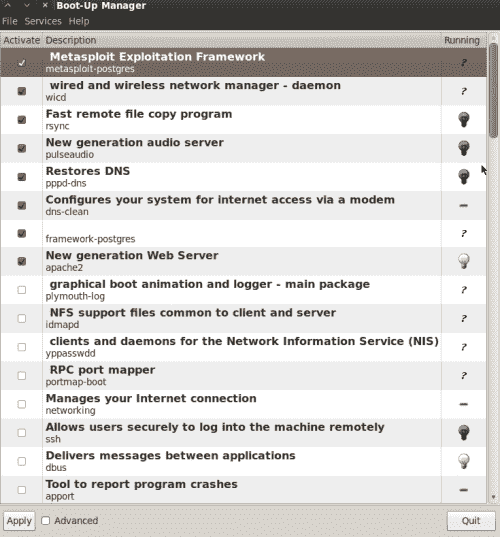 Boot-Up Manager
File Services Help
Activate Description Running
Metasploit Exploitation Framework ?
metasploit-postgres
wired and wireless network manager - daemon ?
wicd
Fast remote file copy program
rsync
New generation audio server
pulseaudio
Restores DNS
pppd-dns
Configures your system for internet access via a modem
dns-clean
?
framework-postgres
New generation Web Server
apache2
graphical boot animation and logger - main package ?
plymouth-log
NFS support files common to client and server ?
idmapd
clients and daemons for the Network Information Service (NIS) ?
yppasswdd
RPC port mapper ?
portmap-boot
Manages your Internet connection
networking
Allows users securely to log into the machine remotely
ssh
Delivers messages between applications
dbus
Tool to report program crashes
apport
Apply Advanced Quit